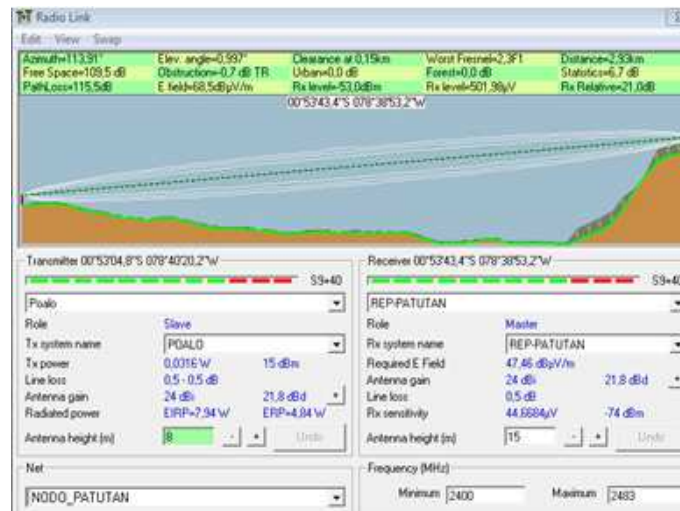 Radio Link
Edit View Swap
Azimuth=113,91° Elev. angle=0,997° Clearance at 0,15km Worst Fresnel=2,3F1 Distance=2,93km
Free Space=109,5 dB Obstruction=-0,7 dB TR Urban=0,0 dB Forest=0,0 dB Statistics=6,7 dB
PathLoss=115,5dB E field=68,5dBµV/m Rx level=-53,0dBm Rx level=501,98µV Rx Relative=21,0dB
00°53'43,4"S 078°38'53,2"W
Transmitter 00°53'04,8"S 078°40'20,2"W
S9+40
Poalo
Role Slave
Tx system name POALO
Tx power 0,0316 W 15 dBm
Line loss 0,5 - 0,5 dB
Antenna gain 24 dBi 21,8 dBd +
Radiated power EIRP=7,94 W ERP=4,84 W
Antenna height (m) 8 - + Undo
Net
NODO_PATUTAN
Receiver 00°53'43,4"S 078°38'53,2"W
S9+40
REP-PATUTAN
Role Master
Rx system name REP-PATUTAN
Required E Field 47,46 dBµV/m
Antenna gain 24 dBi 21,8 dBd +
Line loss 0,5 dB
Rx sensitivity 44,6684µV -74 dBm
Antenna height (m) 15 - + Undo
Frequency (MHz)
Minimum 2400 Maximum 2483